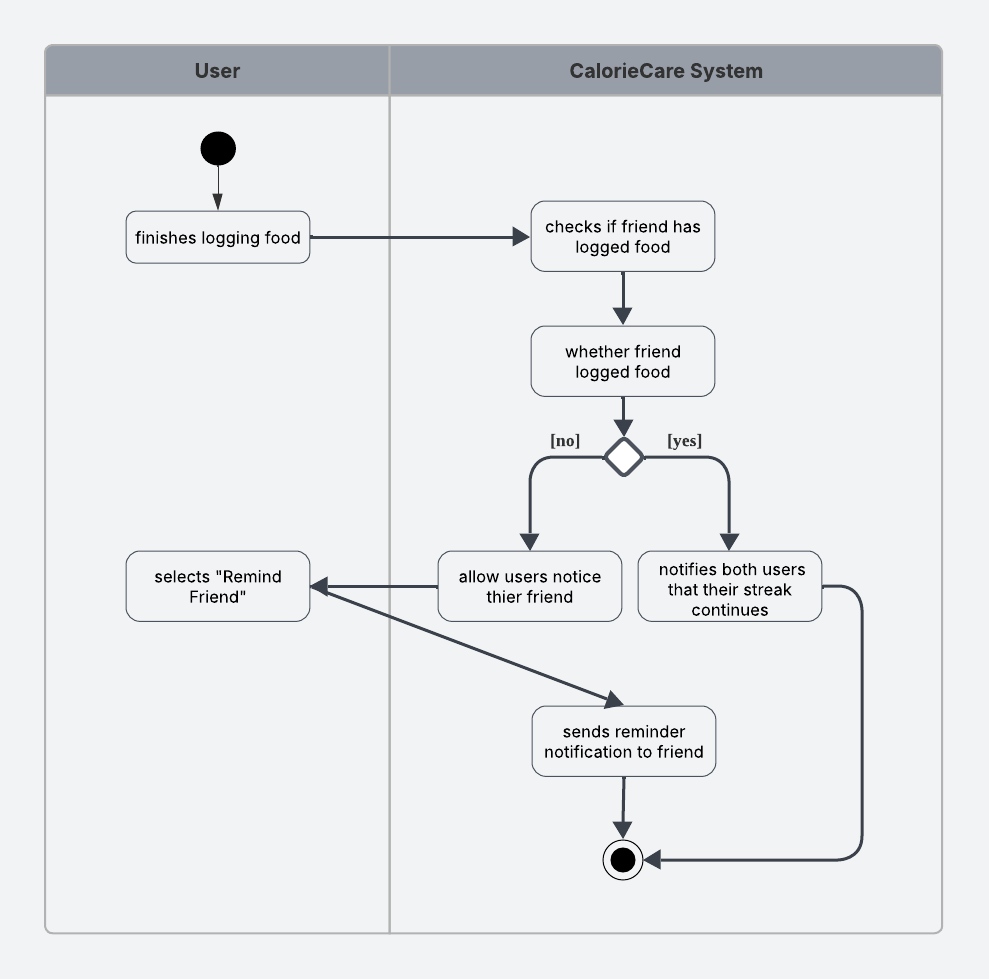 User
CalorieCare System
finishes logging food
checks if friend has
logged food
whether friend
logged food
[no]
[yes]
selects "Remind
Friend"
allow users notice
thier friend
notifies both users
that their streak
continues
sends reminder
notification to friend